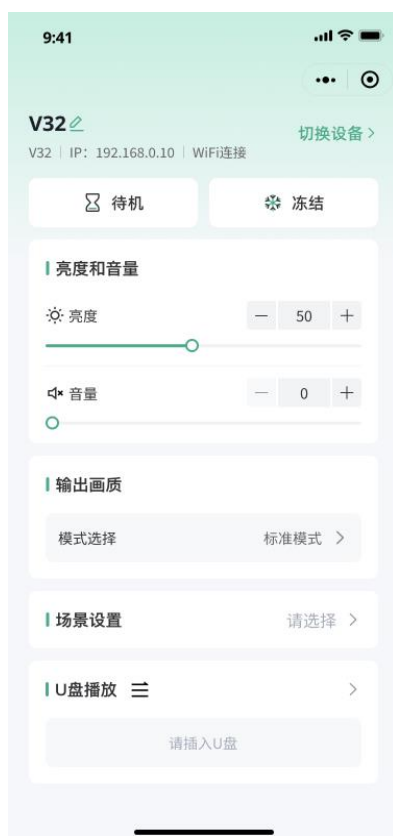 9:41
V32
切换设备
V32 | IP：192.168.0.10 | WiFi连接
待机 冻结
亮度和音量
亮度 50
音量 0
输出画质
模式选择 标准模式
场景设置 请选择
U盘播放
请插入U盘